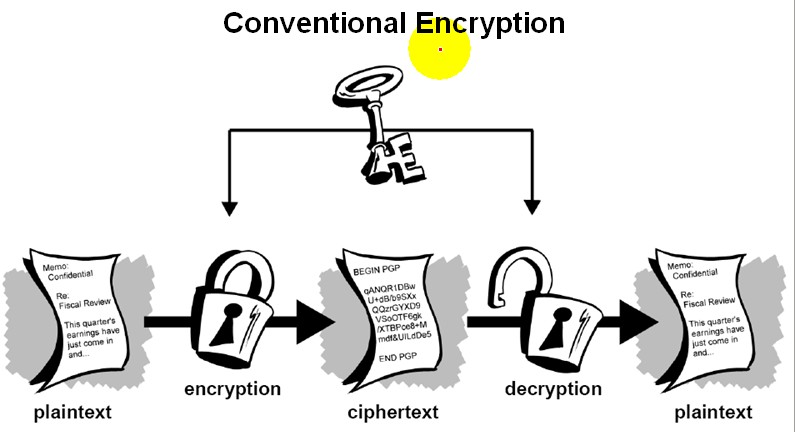 Conventional Encryption
Memo:
Confidential
Re:
Fiscal Review
This quarter's
earnings have
just come in
and...
BEGIN PGP
qANQR1DBw
U+dB/b9SXx
QQzrGYXD9
VSoOTF6gk
/XTBPoe8+M
mdf&UiLdDe5
END PGP
Memo:
Confidential
Re:
Fiscal Review
This quarter's
earnings have
just come in
and...
encryption
decryption
plaintext
ciphertext
plaintext